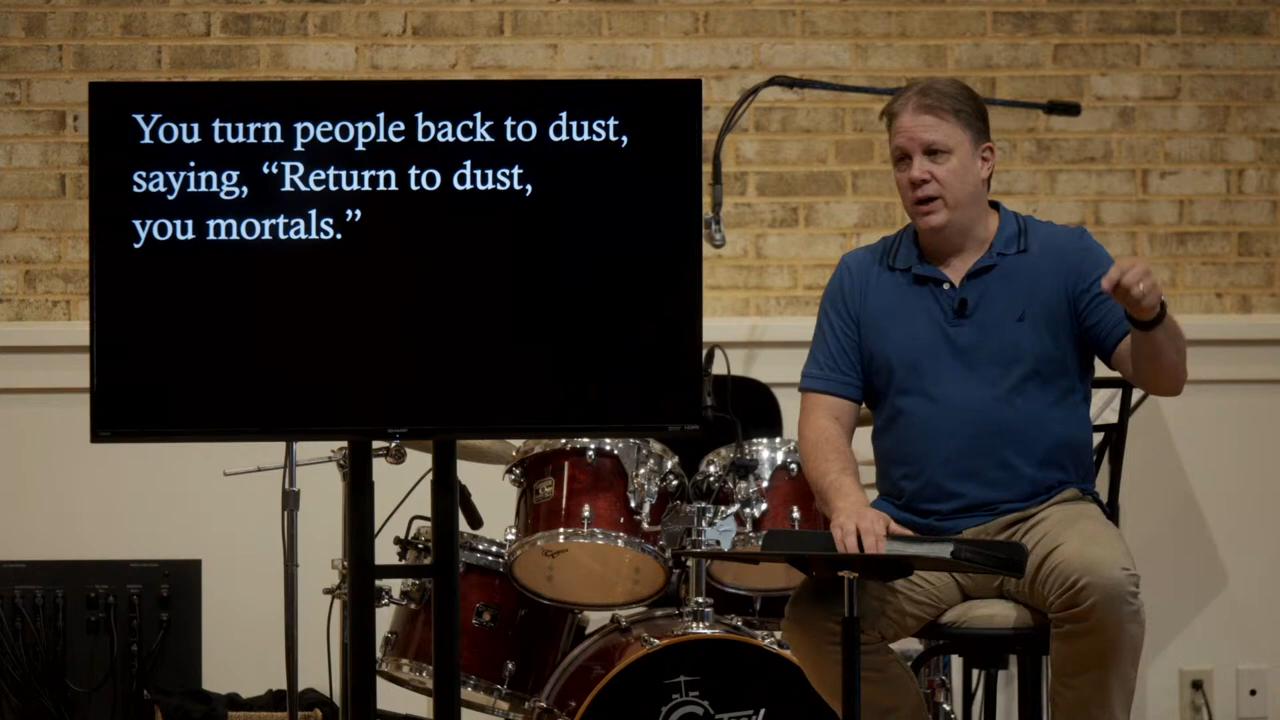 You turn people back to dust,
saying, “Return to dust,
you mortals.”